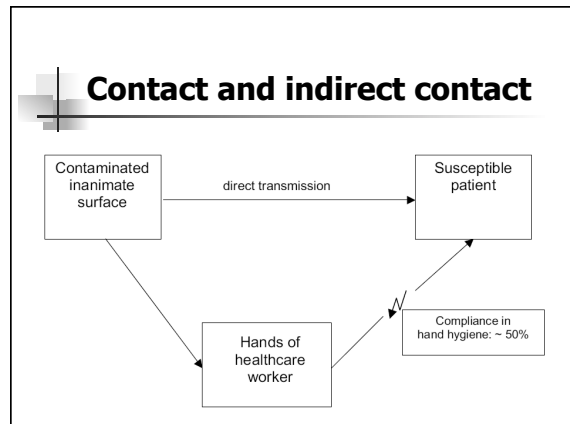 Contact and indirect contact
Contaminated
inanimate
surface
direct transmission
Susceptible
patient
Hands of
healthcare
worker
Compliance in
hand hygiene: ~ 50%